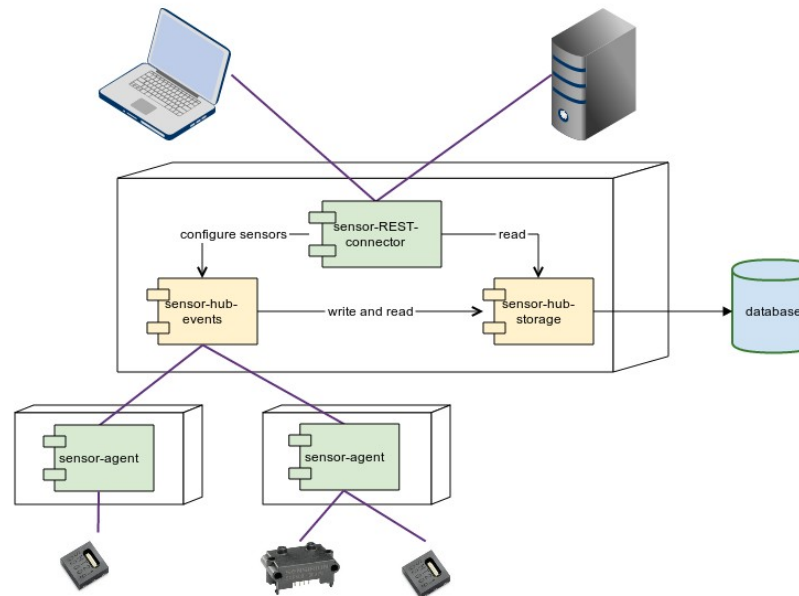 sensor-REST-
connector
configure sensors
read
sensor-hub-
events
write and read
sensor-hub-
storage
database
sensor-agent
sensor-agent